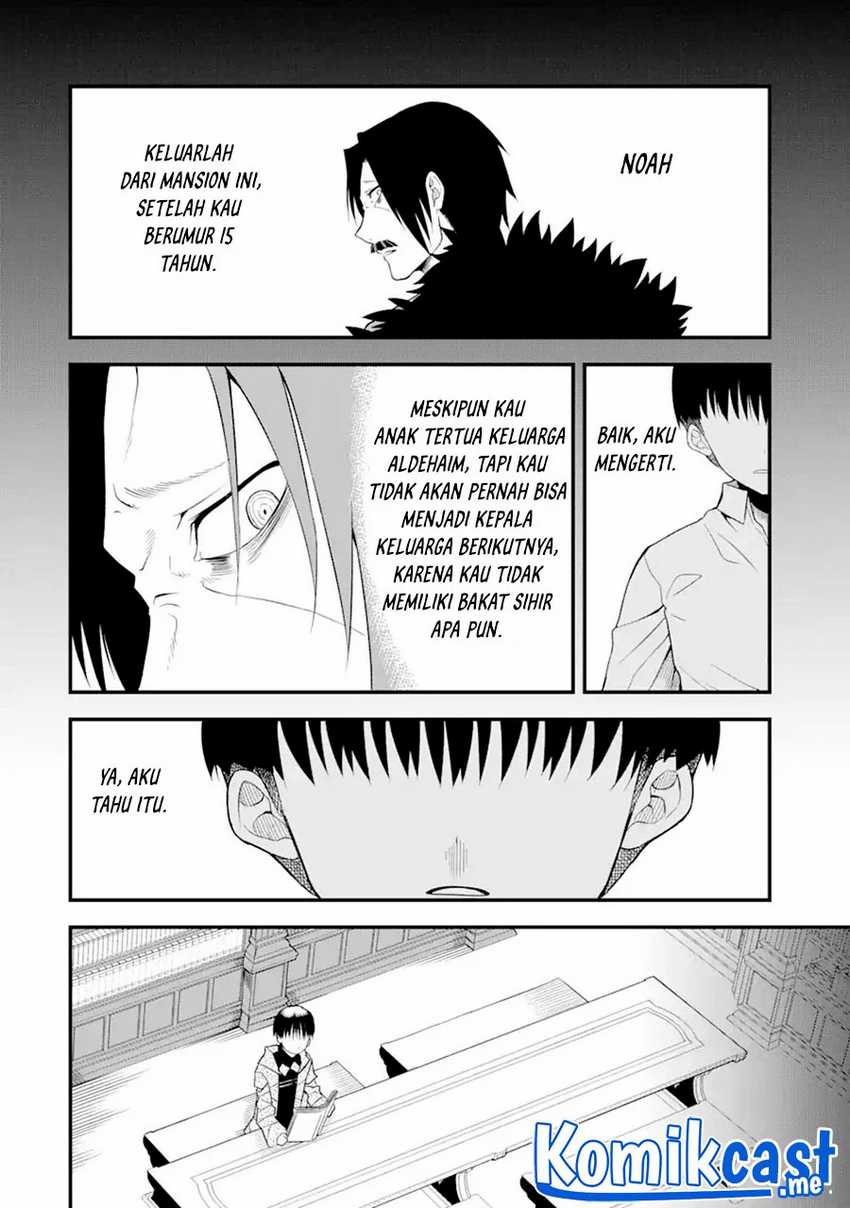 NOAH
KELUARLAH
DARI MANSION INI,
SETELAH KAU
BERUMUR 15
TAHUN.
BAIK, AKU
MENGERTI.
MESKIPUN KAU
ANAK TERTUA KELUARGA
ALDEHAIM, TAPI KAU
TIDAK AKAN PERNAH BISA
MENJADI KEPALA
KELUARGA BERIKUTNYA,
KARENA KAU TIDAK
MEMILIKI BAKAT SIHIR
APA PUN.
YA, AKU
TAHU ITU.
Komikcast
.me